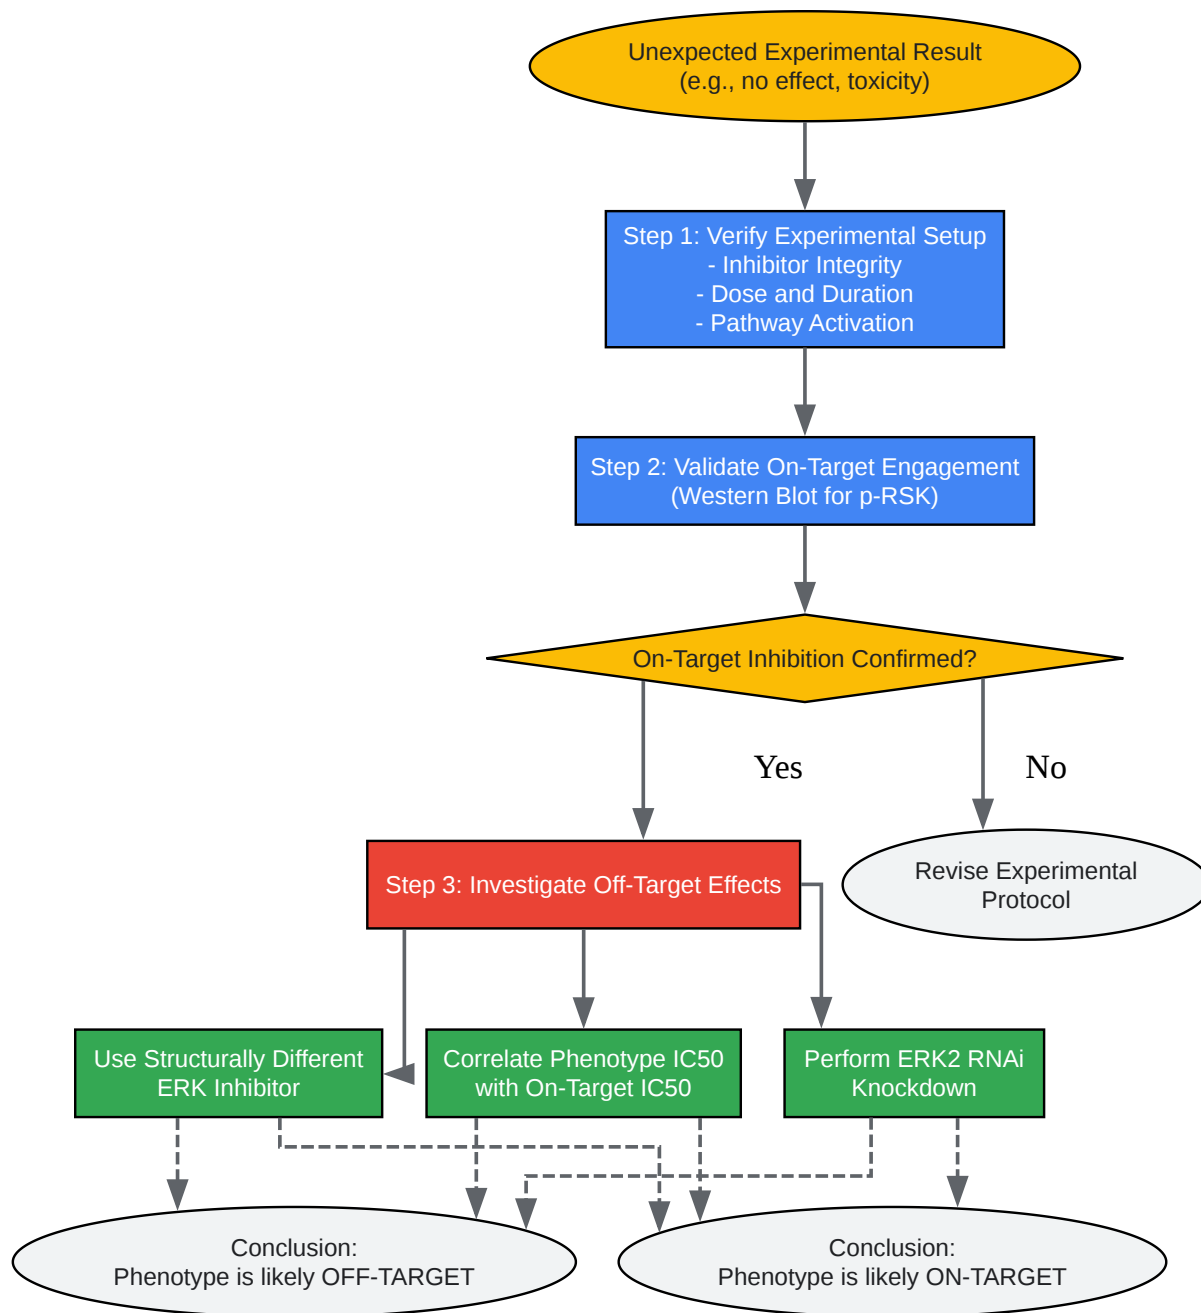 Unexpected Experimental Result
(e.g., no effect, toxicity)
Step 1: Verify Experimental Setup
- Inhibitor Integrity
- Dose and Duration
- Pathway Activation
Step 2: Validate On-Target Engagement
(Western Blot for p-RSK)
On-Target Inhibition Confirmed?
Yes
No
Step 3: Investigate Off-Target Effects
Revise Experimental
Protocol
Use Structurally Different
ERK Inhibitor
Correlate Phenotype IC50
with On-Target IC50
Perform ERK2 RNAi
Knockdown
Conclusion:
Phenotype is likely OFF-TARGET
Conclusion:
Phenotype is likely ON-TARGET